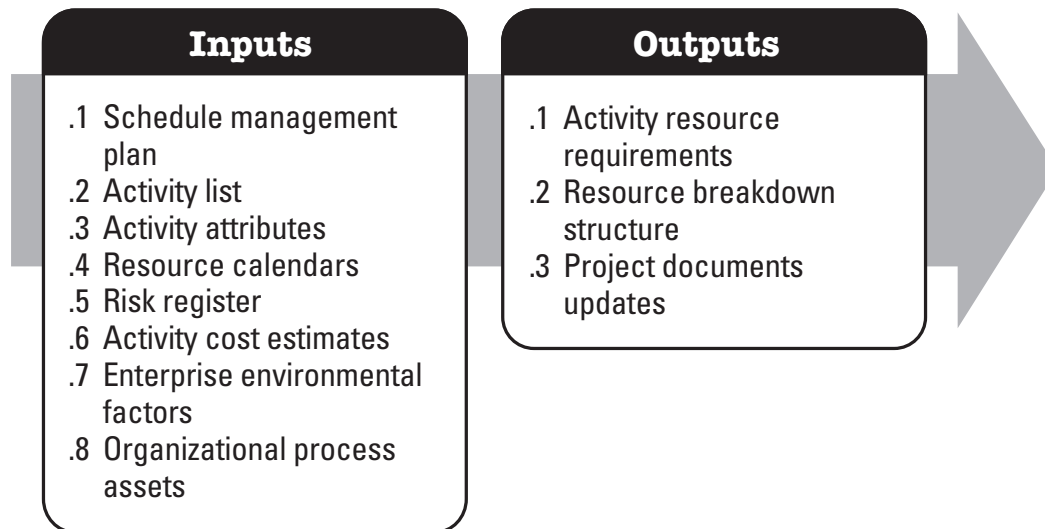 Inputs
.1 Schedule management
plan
.2 Activity list
.3 Activity attributes
.4 Resource calendars
.5 Risk register
.6 Activity cost estimates
.7 Enterprise environmental
factors
.8 Organizational process
assets
Outputs
.1 Activity resource
requirements
.2 Resource breakdown
structure
.3 Project documents
updates